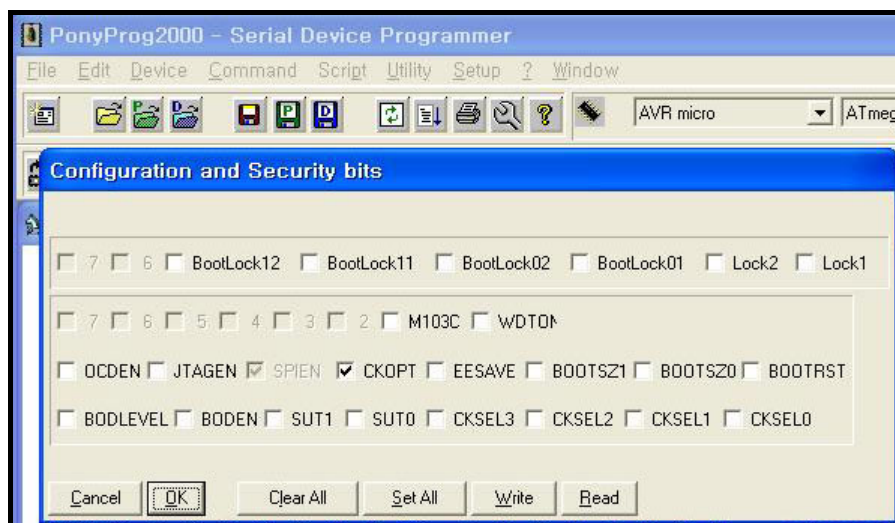 PonyProg2000 - Serial Device Programmer
File Edit Device Command Script Utility Setup ? Window
AVR micro ATmeg
Configuration and Security bits
7 6 BootLock12 BootLock11 BootLock02 BootLock01 Lock2 Lock1
7 6 5 4 3 2 M103C WDTON
OCDEN JTAGEN SPIEN CKOPT EESAVE BOOTSZ1 BOOTSZ0 BOOTRST
BODLEVEL BODEN SUT1 SUT0 CKSEL3 CKSEL2 CKSEL1 CKSEL0
Cancel OK Clear All Set All Write Read